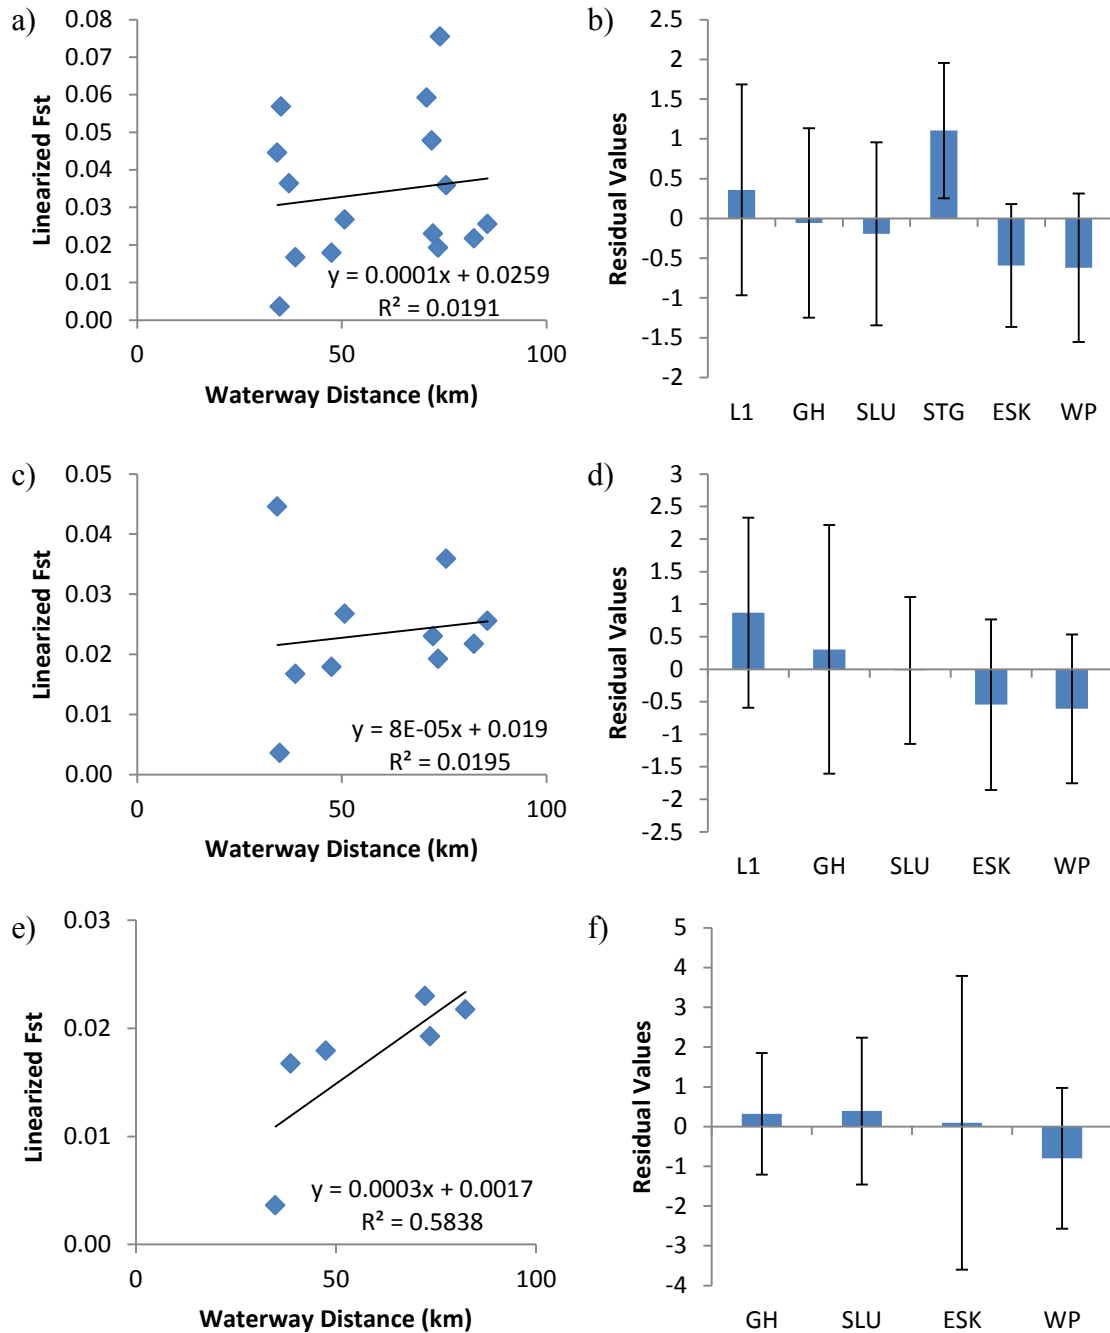 a)
0.08
0.07
0.06
0.05
0.04
0.03
0.02
0.01
0.00
Linearized Fst
y = 0.0001x + 0.0259
R² = 0.0191
0 50 100
Waterway Distance (km)
b)
2.5
2
1.5
1
0.5
0
-0.5
-1
-1.5
-2
Residual Values
L1 GH SLU STG ESK WP
c)
0.05
0.04
0.03
0.02
0.01
0.00
Linearized Fst
y = 8E-05x + 0.019
R² = 0.0195
0 50 100
Waterway Distance (km)
d)
3
2.5
2
1.5
1
0.5
0
-0.5
-1
-1.5
-2
-2.5
Residual Values
L1 GH SLU ESK WP
e)
0.03
0.02
0.01
0.00
Linearized Fst
y = 0.0003x + 0.0017
R² = 0.5838
0 50 100
Waterway Distance (km)
f)
5
4
3
2
1
0
-1
-2
-3
-4
Residual Values
GH SLU ESK WP